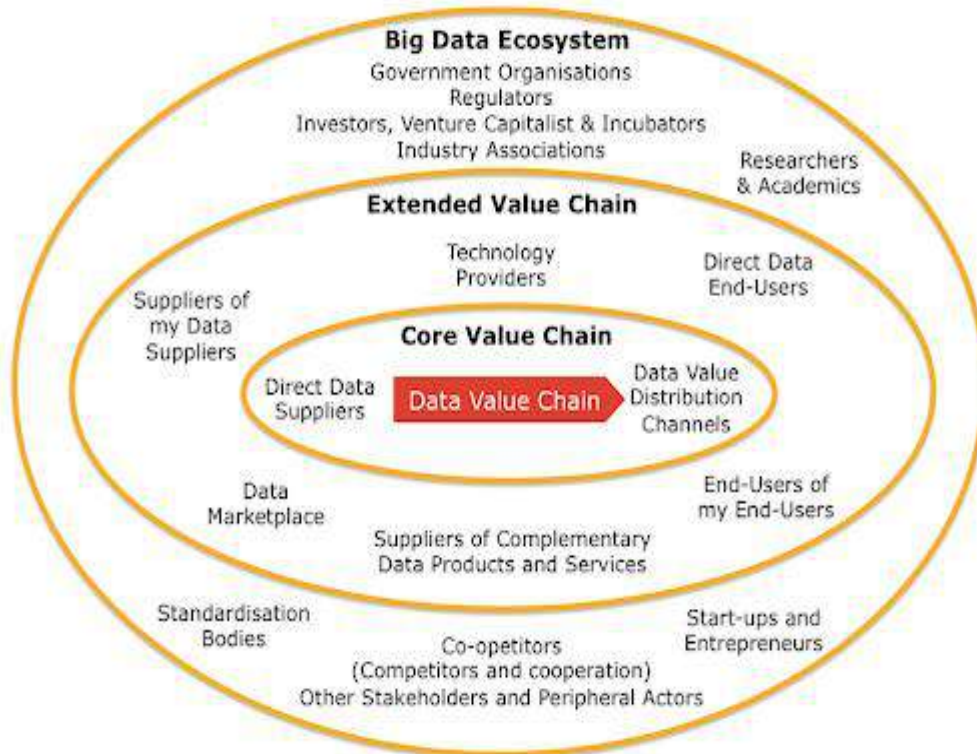 Big Data Ecosystem
Government Organisations
Regulators
Investors, Venture Capitalist & Incubators
Industry Associations
Researchers
& Academics
Extended Value Chain
Technology
Providers
Direct Data
End-Users
Suppliers of
my Data
Suppliers
Core Value Chain
Direct Data
Suppliers
Data Value Chain
Data Value
Distribution
Channels
Data
Marketplace
End-Users of
my End-Users
Suppliers of Complementary
Data Products and Services
Standardisation
Bodies
Start-ups and
Entrepreneurs
Co-opetitors
(Competitors and cooperation)
Other Stakeholders and Peripheral Actors